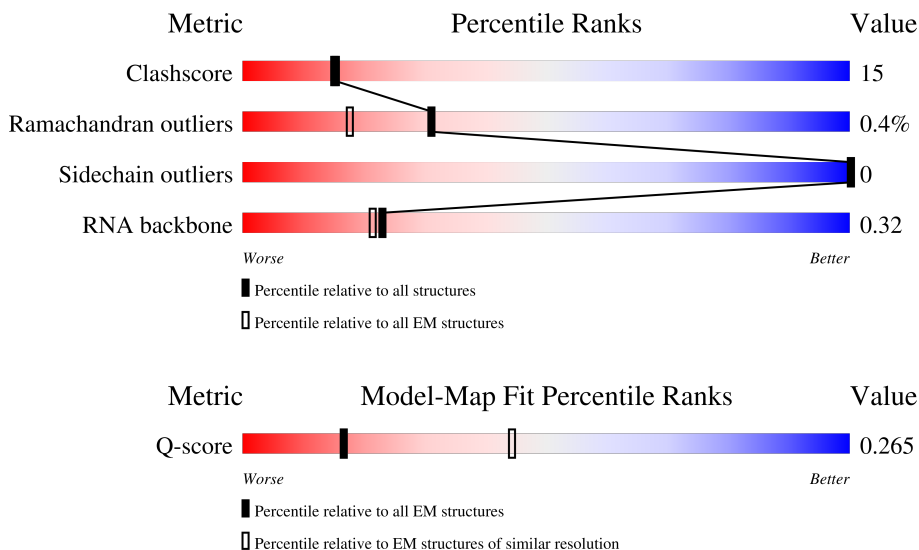 Metric Percentile Ranks Value
Clashscore 15
Ramachandran outliers 0.4%
Sidechain outliers 0
RNA backbone 0.32
Worse Better
Percentile relative to all structures
Percentile relative to all EM structures
Metric Model-Map Fit Percentile Ranks Value
Q-score 0.265
Worse Better
Percentile relative to all EM structures
Percentile relative to EM structures of similar resolution